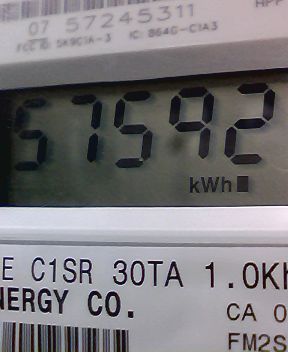 07 57245311
FCC ID: SK9C1A-3 IC: 864G-C1A3
57592
kWh
E C1SR 30TA 1.0Kh
NERGY CO.
CA 0
FM2S